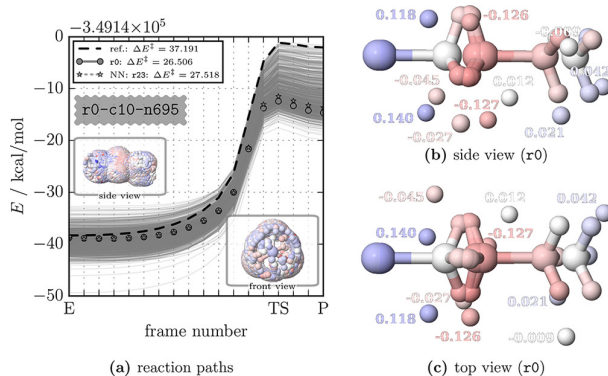 −3.4914×10⁵
0
−10
−20
−30
−40
−50
E / kcal/mol
ref.: ΔE‡ = 37.191
r0: ΔE‡ = 26.506
NN: r23: ΔE‡ = 27.518
r0-c10-n695
side view
front view
E
TS
P
frame number
(a) reaction paths
0.118
-0.126
-0.009
0.042
-0.045
0.012
0.140
-0.127
-0.027
0.021
(b) side view (r0)
-0.045
0.012
0.042
0.140
-0.127
-0.027
0.021
0.118
-0.126
-0.009
(c) top view (r0)